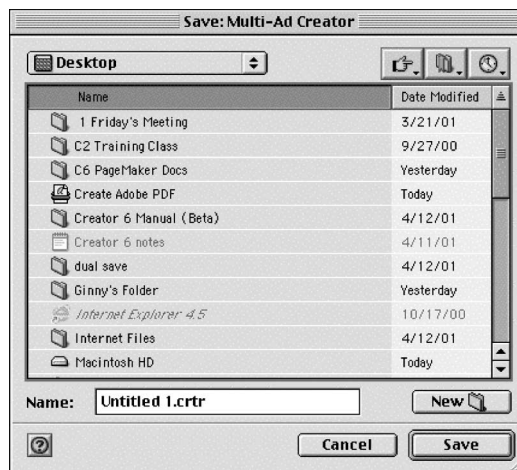 Save: Multi-Ad Creator
Desktop
Name Date Modified
1 Friday's Meeting 3/21/01
C2 Training Class 9/27/00
C6 PageMaker Docs Yesterday
Create Adobe PDF Today
Creator 6 Manual (Beta) 4/12/01
Creator 6 notes 4/11/01
dual save 4/12/01
Ginny's Folder Yesterday
Internet Explorer 4.5 10/17/00
Internet Files 4/12/01
Macintosh HD Today
Name: Untitled 1.crtr New
? Cancel Save